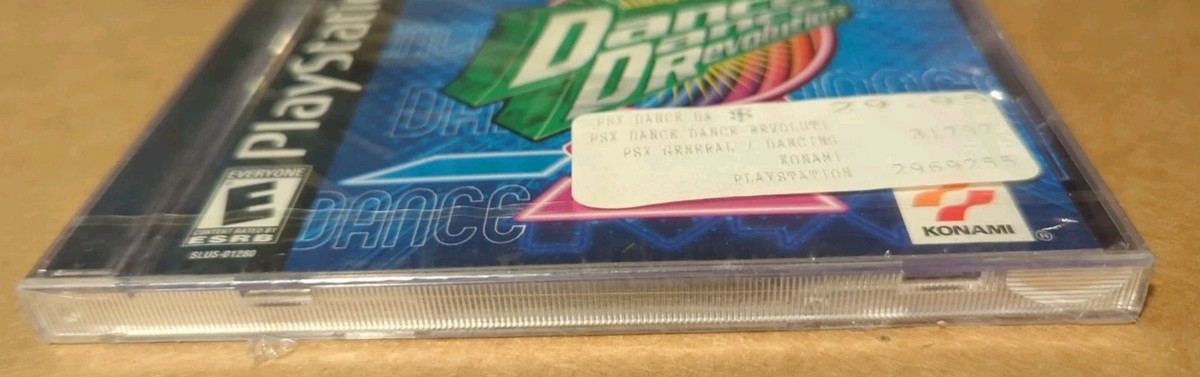 PlayStation
Dance
Dance
Revolution
29.95
PSX DANCE DA *
PSX DANCE DANCE REVOLUTI
PSX GENERAL / DANCING
KONAMI
PLAYSTATION 2969255
DANCE
EVERYONE
E
CONTENT RATED BY
ESRB
SLUS-01280
KONAMI
®